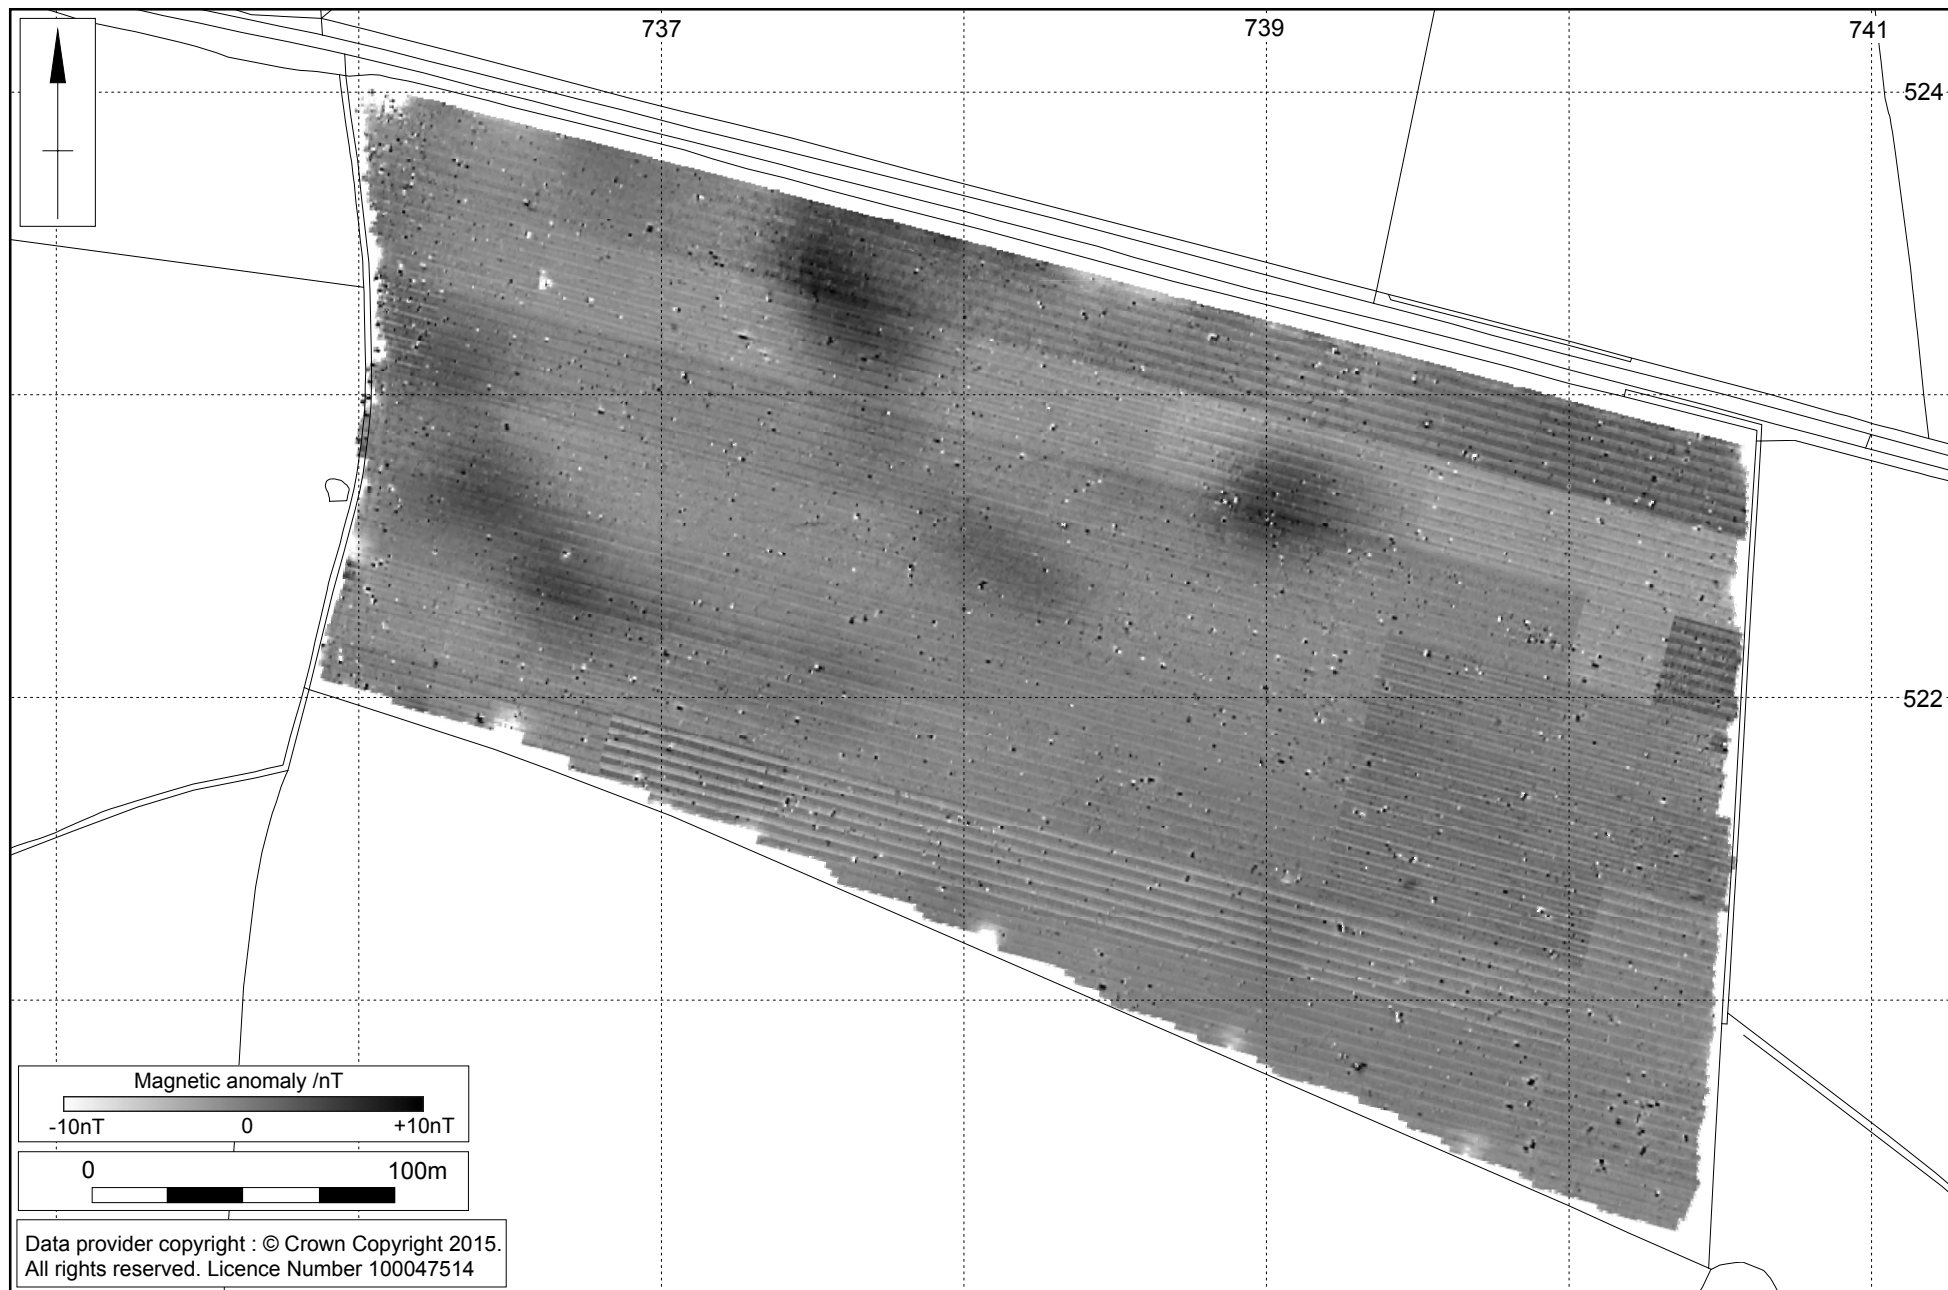 737
739
741
524
522
Magnetic anomaly /nT
-10nT 0 +10nT
0 100m
Data provider copyright : © Crown Copyright 2015.
All rights reserved. Licence Number 100047514